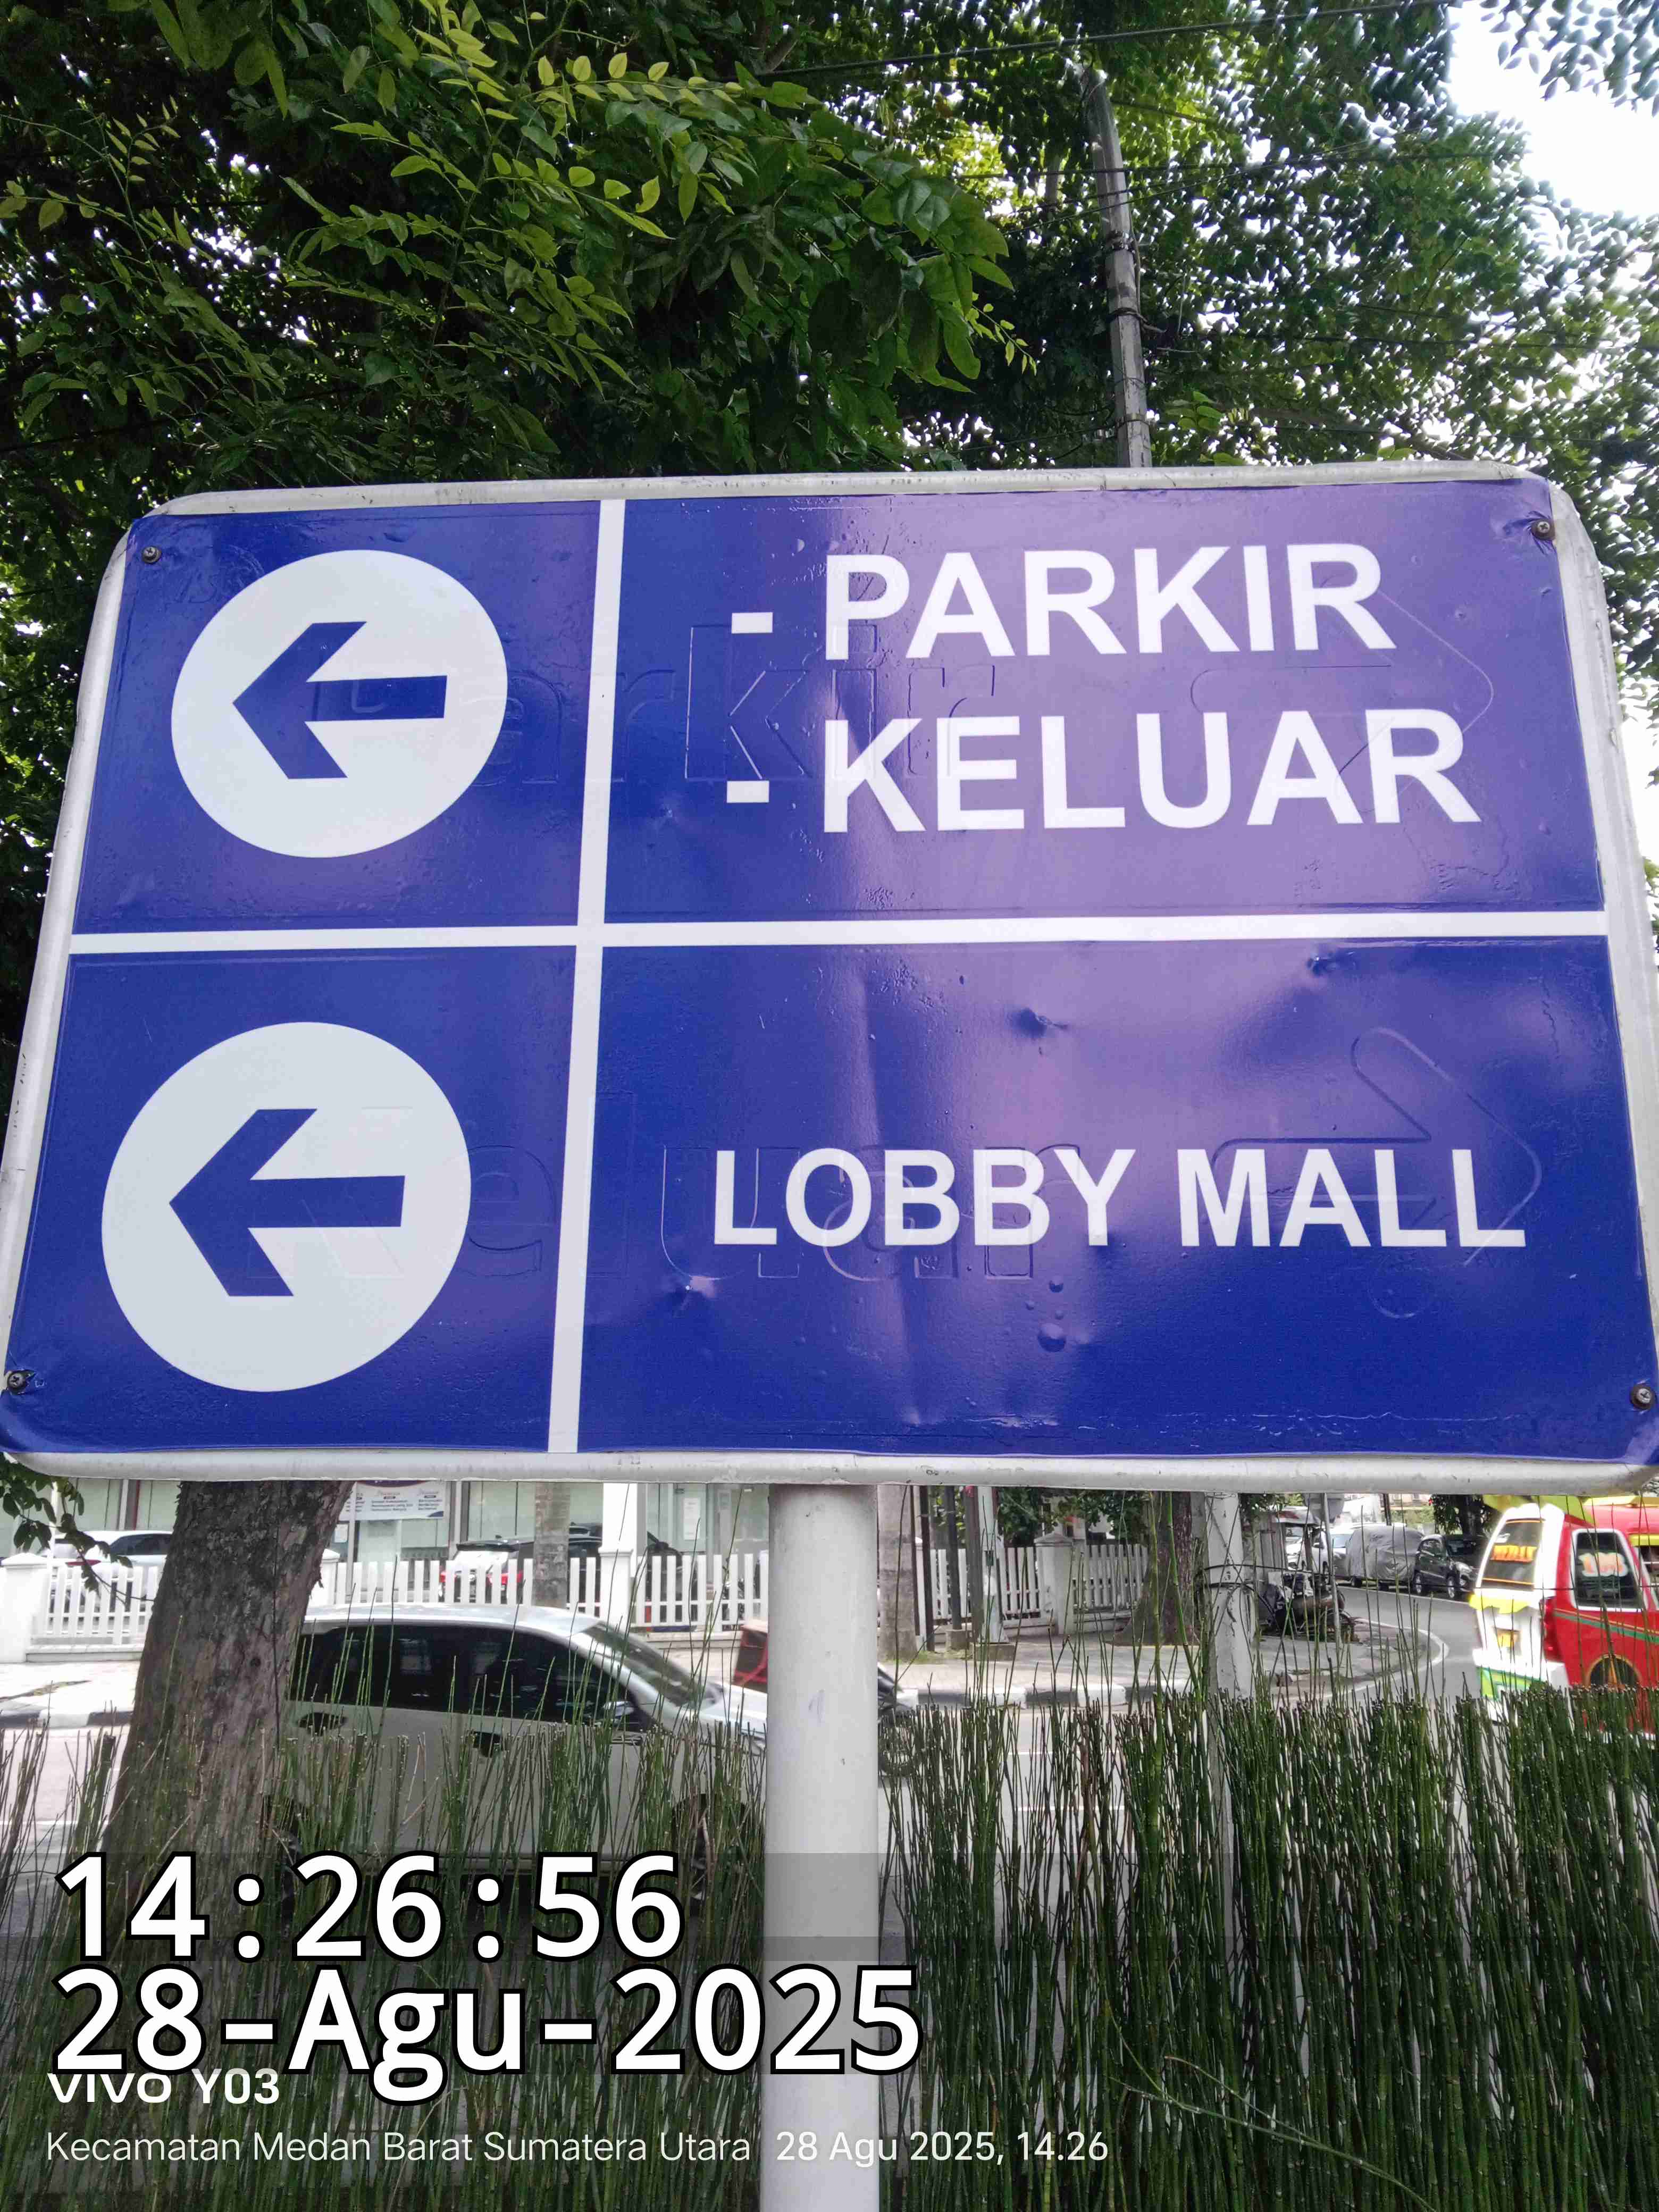 - PARKIR
- KELUAR
LOBBY MALL
14:26:56
28-Agu-2025
vivo Y03
Kecamatan Medan Barat Sumatera Utara 28 Agu 2025, 14.26